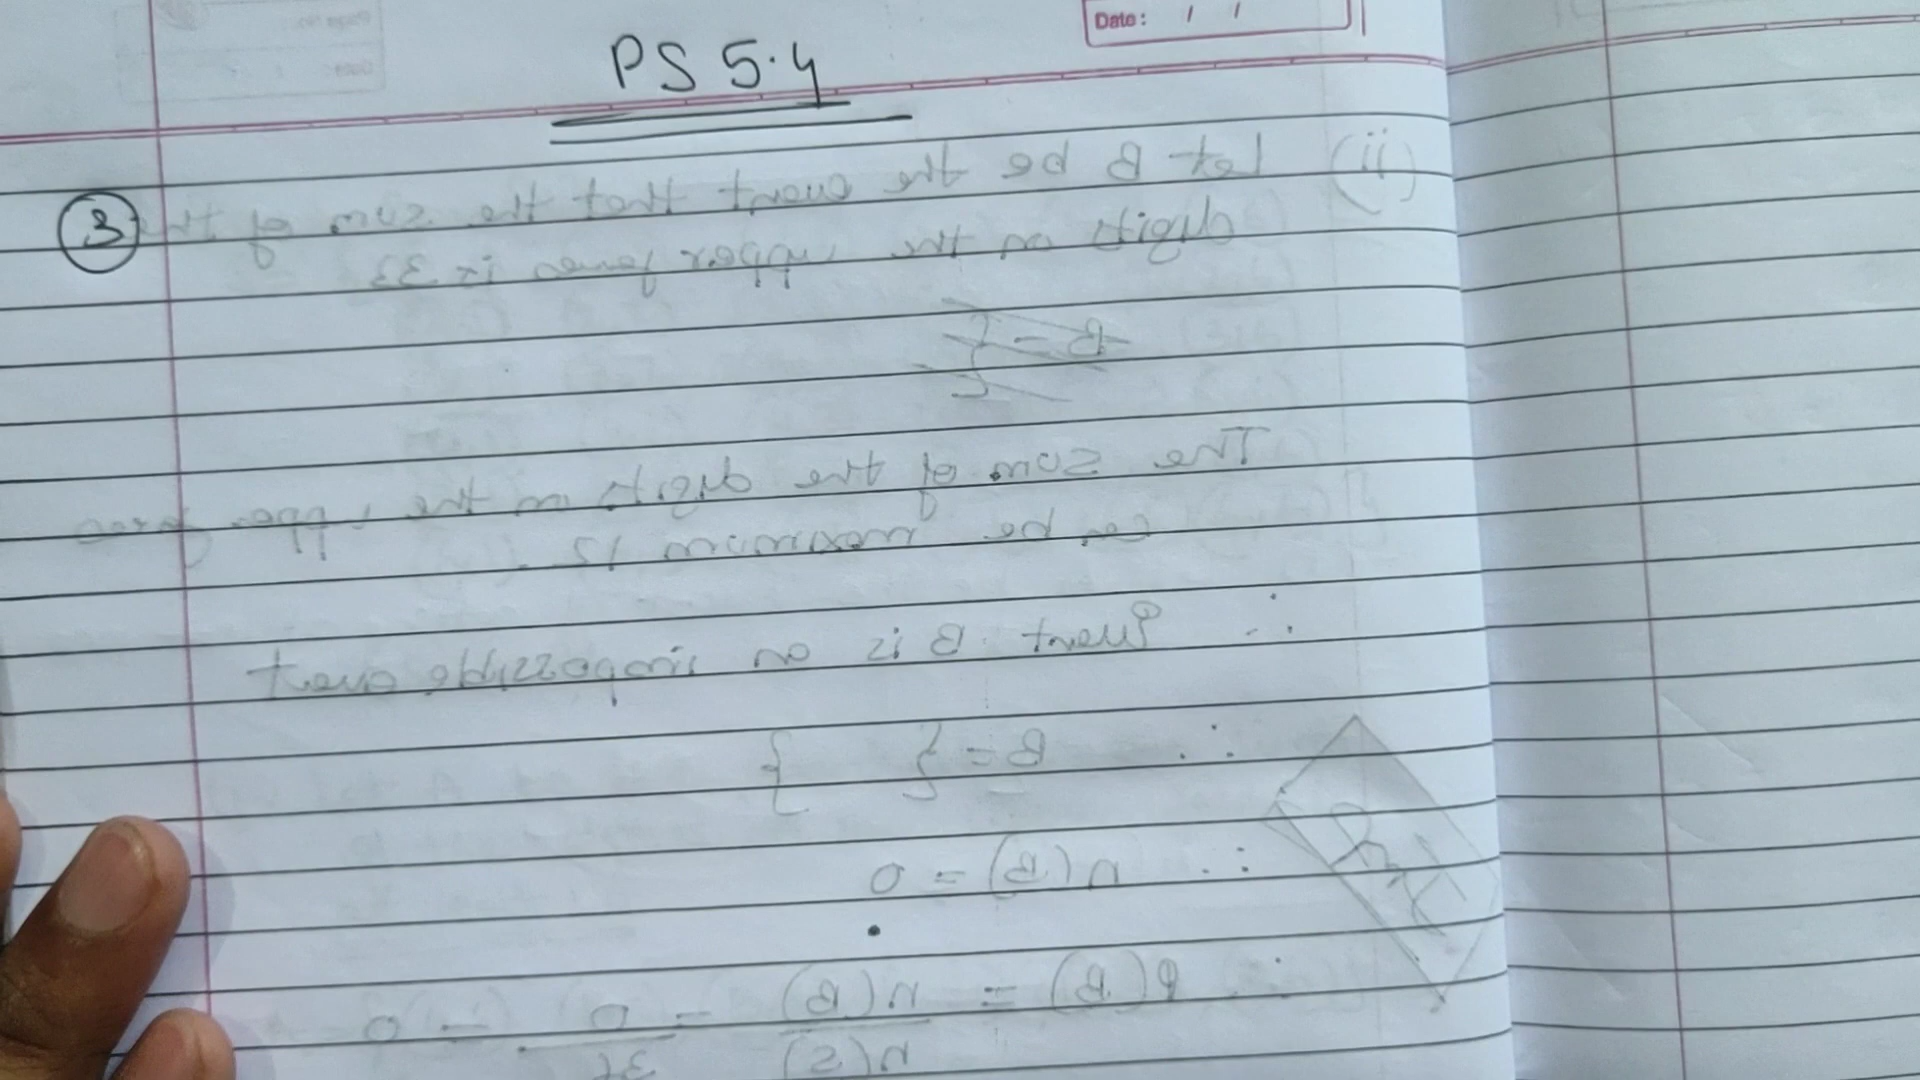 Date: / /
PS 5.4
3
(ii) Let B be the event that the sum of the
digits on the upper faces is 33
B = {
The sum of the digits on the upper faces
can be maximum 12.
∴ Event B is an impossible event
∴ B = { }
∴ n(B) = 0
∴ P(B) = n(B)/n(S) = 0/36 = 0